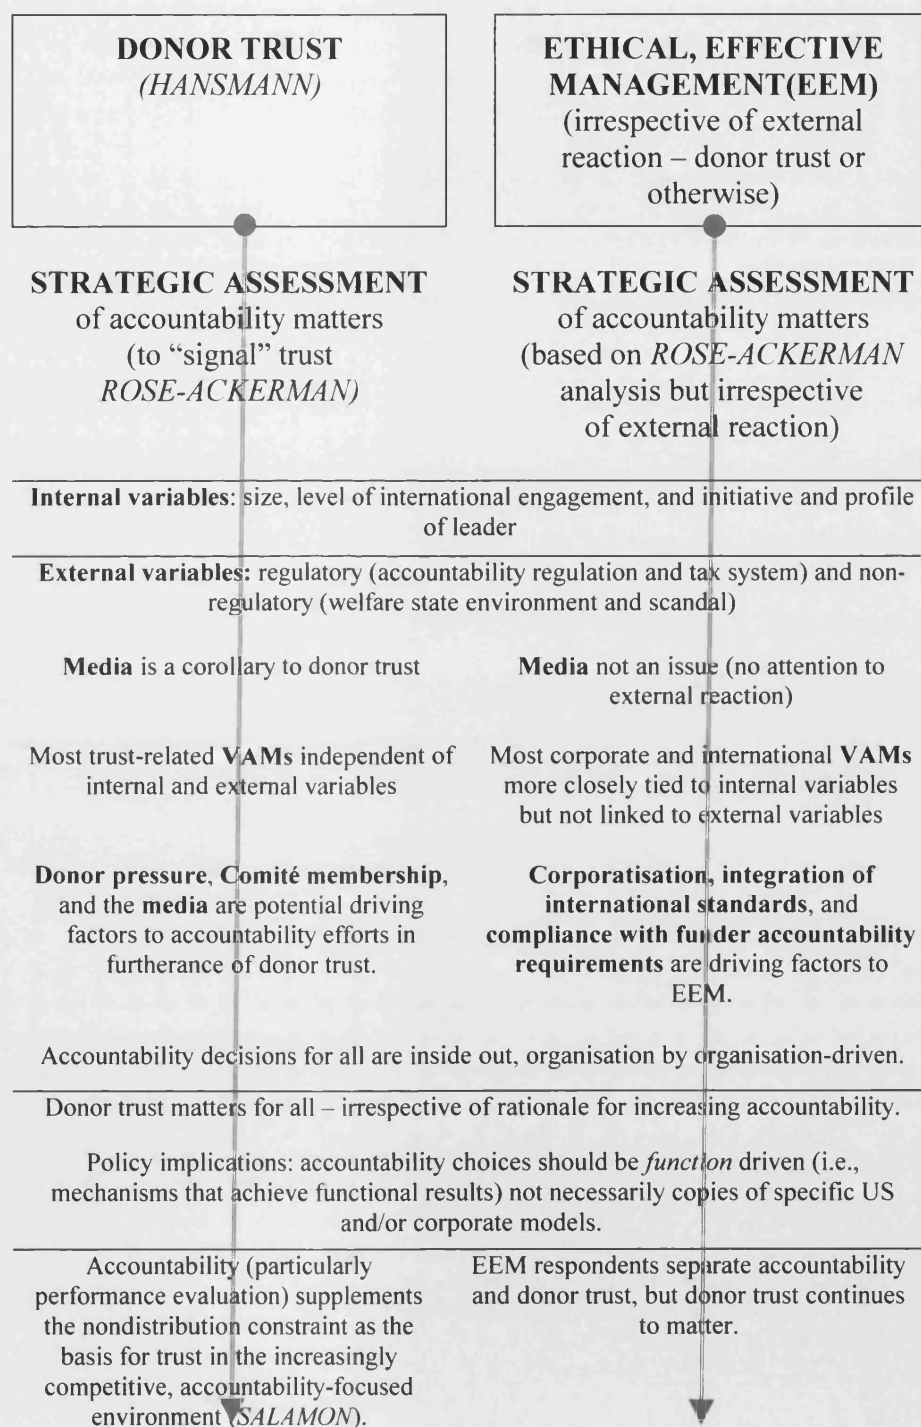 DONOR TRUST
(HANSMANN)
ETHICAL, EFFECTIVE
MANAGEMENT(EEM)
(irrespective of external
reaction – donor trust or
otherwise)
STRATEGIC ASSESSMENT
of accountability matters
(to “signal” trust
ROSE-ACKERMAN)
STRATEGIC ASSESSMENT
of accountability matters
(based on ROSE-ACKERMAN
analysis but irrespective
of external reaction)
Internal variables: size, level of international engagement, and initiative and profile
of leader
External variables: regulatory (accountability regulation and tax system) and non-
regulatory (welfare state environment and scandal)
Media is a corollary to donor trust
Media not an issue (no attention to
external reaction)
Most trust-related VAMs independent of
internal and external variables
Most corporate and international VAMs
more closely tied to internal variables
but not linked to external variables
Donor pressure, Comité membership,
and the media are potential driving
factors to accountability efforts in
furtherance of donor trust.
Corporatisation, integration of
international standards, and
compliance with funder accountability
requirements are driving factors to
EEM.
Accountability decisions for all are inside out, organisation by organisation-driven.
Donor trust matters for all – irrespective of rationale for increasing accountability.
Policy implications: accountability choices should be function driven (i.e.,
mechanisms that achieve functional results) not necessarily copies of specific US
and/or corporate models.
Accountability (particularly
performance evaluation) supplements
the nondistribution constraint as the
basis for trust in the increasingly
competitive, accountability-focused
environment (SALAMON).
EEM respondents separate accountability
and donor trust, but donor trust continues
to matter.